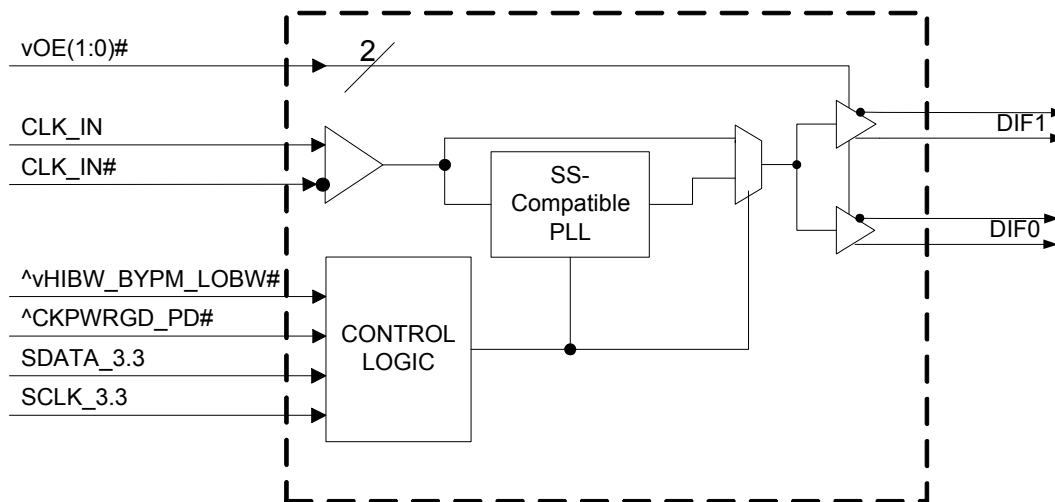 vOE(1:0)#
2
CLK_IN
CLK_IN#
SS-
Compatible
PLL
DIF1
DIF0
^vHIBW_BYPM_LOBW#
^CKPWRGD_PD#
SDATA_3.3
SCLK_3.3
CONTROL
LOGIC